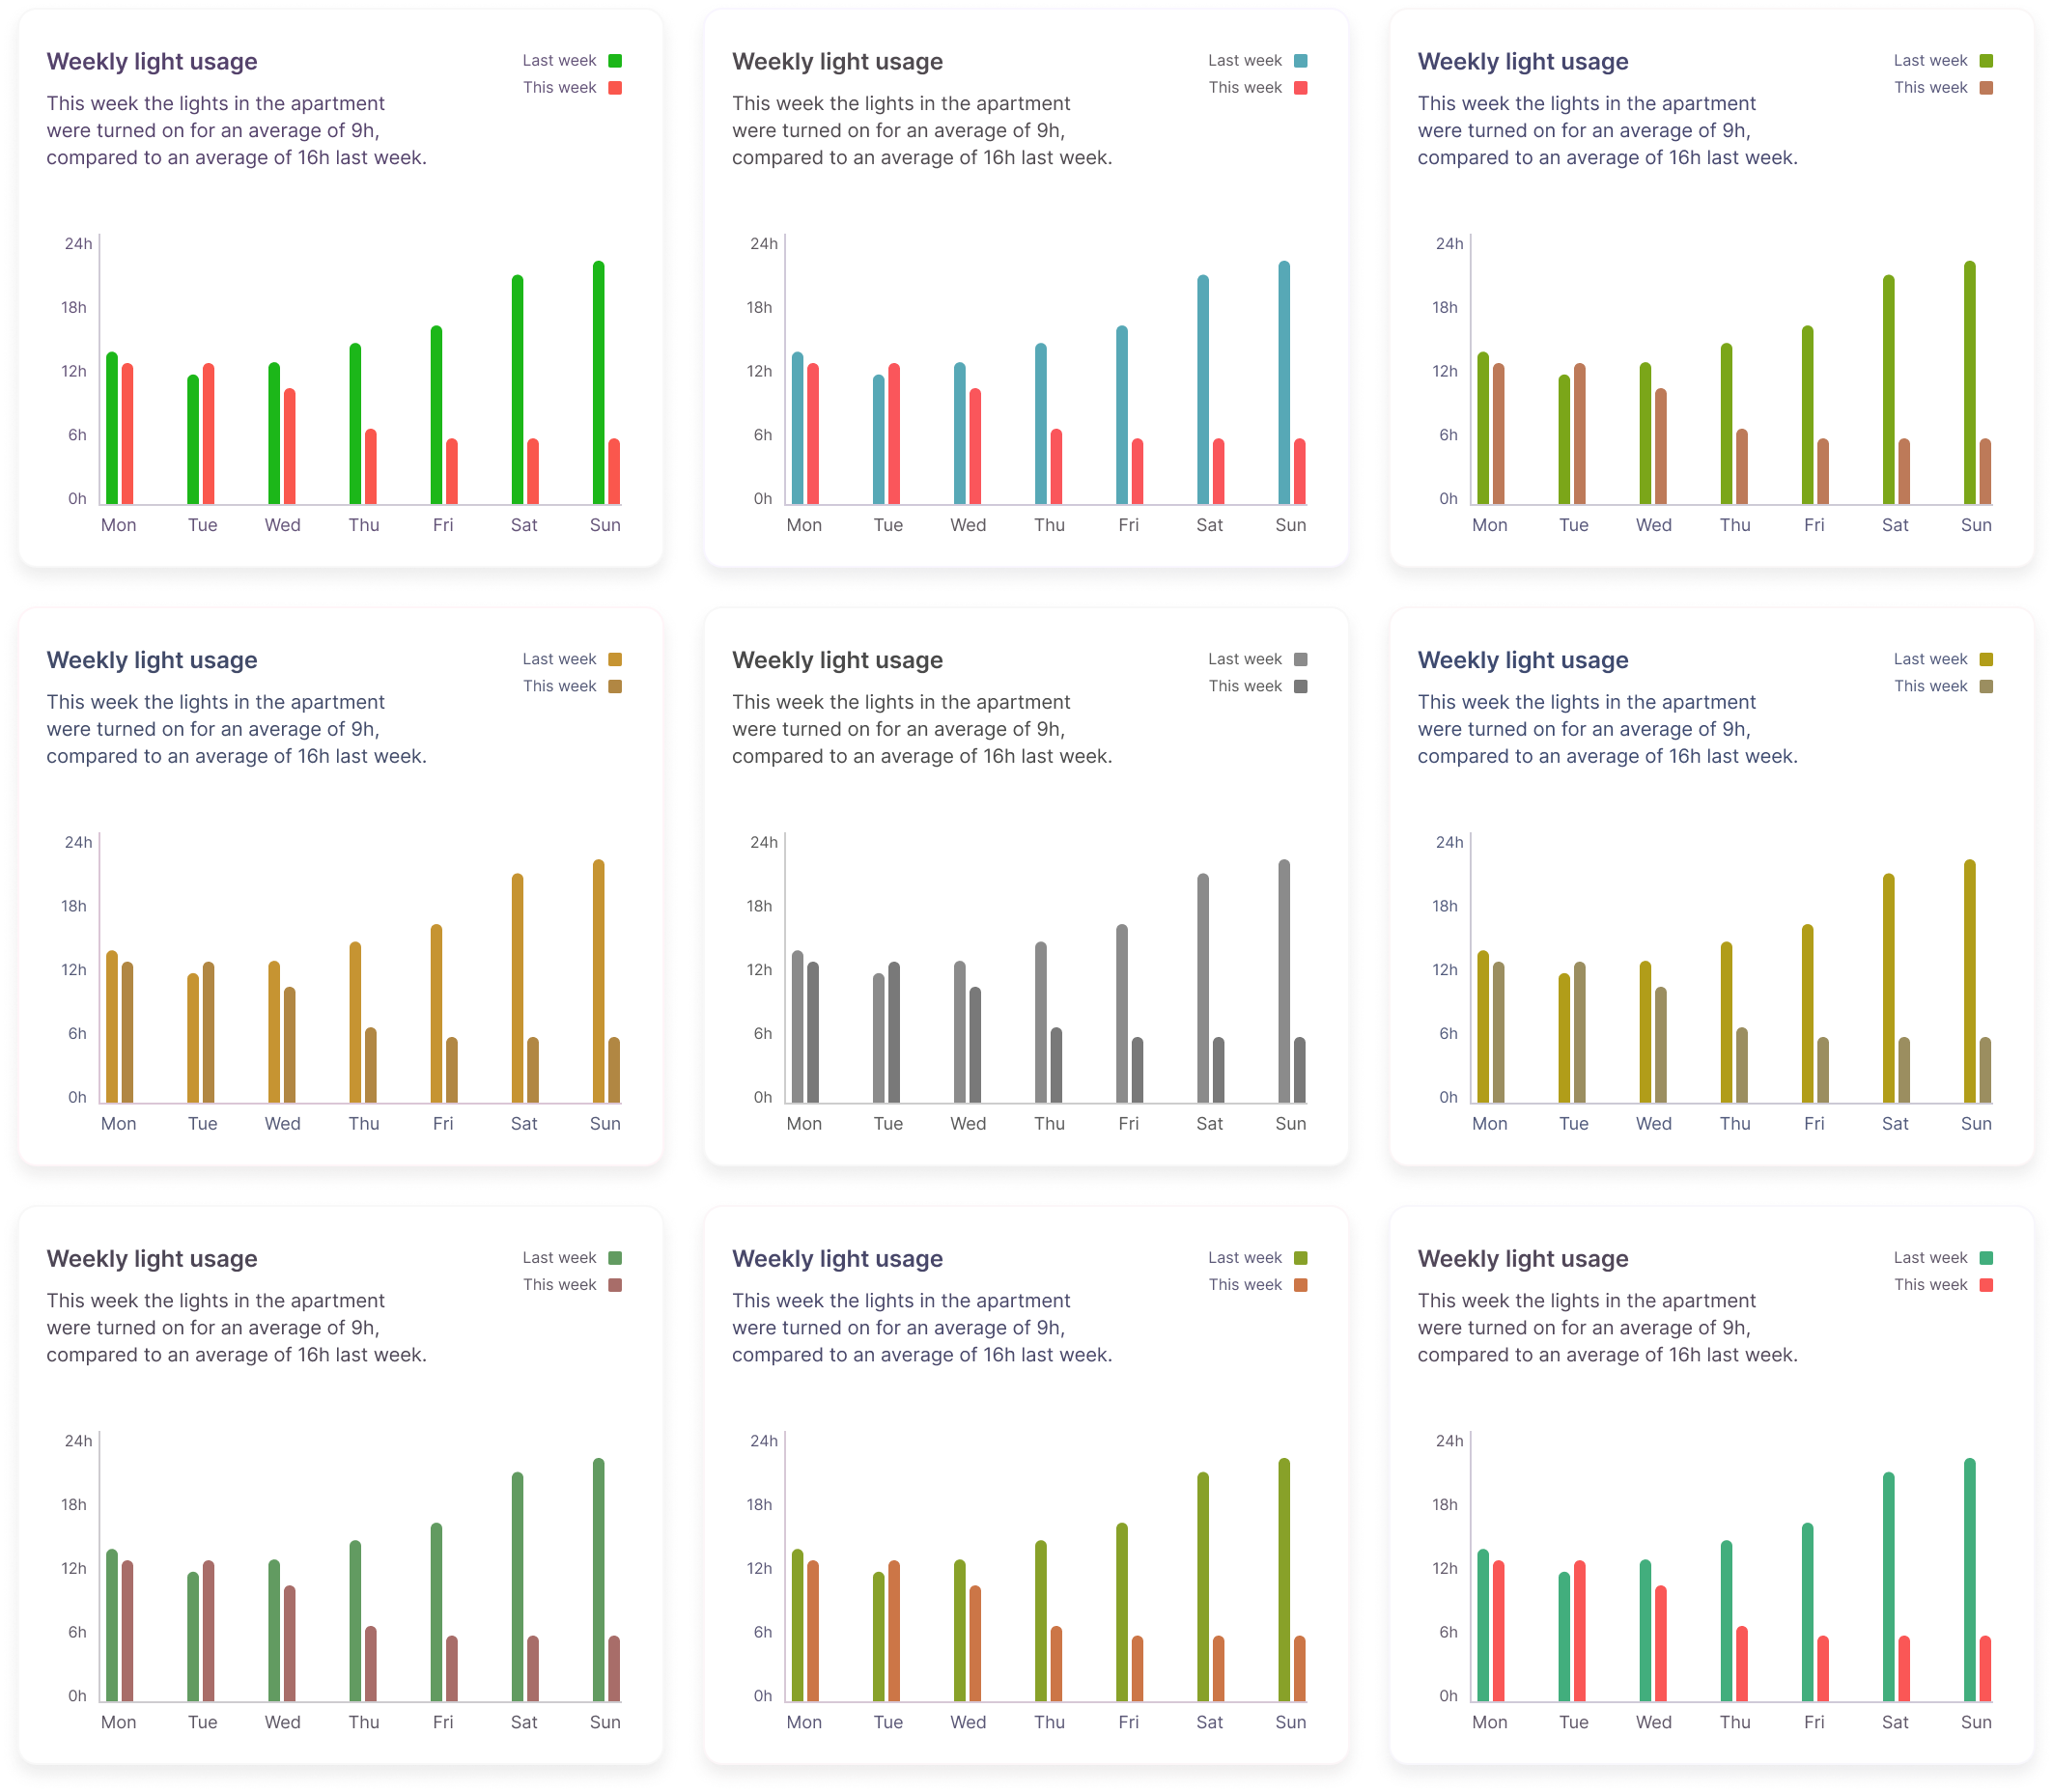 Weekly light usage
Last week
This week
This week the lights in the apartment
were turned on for an average of 9h,
compared to an average of 16h last week.
24h
18h
12h
6h
0h
Mon Tue Wed Thu Fri Sat Sun
Weekly light usage
Last week
This week
This week the lights in the apartment
were turned on for an average of 9h,
compared to an average of 16h last week.
24h
18h
12h
6h
0h
Mon Tue Wed Thu Fri Sat Sun
Weekly light usage
Last week
This week
This week the lights in the apartment
were turned on for an average of 9h,
compared to an average of 16h last week.
24h
18h
12h
6h
0h
Mon Tue Wed Thu Fri Sat Sun
Weekly light usage
Last week
This week
This week the lights in the apartment
were turned on for an average of 9h,
compared to an average of 16h last week.
24h
18h
12h
6h
0h
Mon Tue Wed Thu Fri Sat Sun
Weekly light usage
Last week
This week
This week the lights in the apartment
were turned on for an average of 9h,
compared to an average of 16h last week.
24h
18h
12h
6h
0h
Mon Tue Wed Thu Fri Sat Sun
Weekly light usage
Last week
This week
This week the lights in the apartment
were turned on for an average of 9h,
compared to an average of 16h last week.
24h
18h
12h
6h
0h
Mon Tue Wed Thu Fri Sat Sun
Weekly light usage
Last week
This week
This week the lights in the apartment
were turned on for an average of 9h,
compared to an average of 16h last week.
24h
18h
12h
6h
0h
Mon Tue Wed Thu Fri Sat Sun
Weekly light usage
Last week
This week
This week the lights in the apartment
were turned on for an average of 9h,
compared to an average of 16h last week.
24h
18h
12h
6h
0h
Mon Tue Wed Thu Fri Sat Sun
Weekly light usage
Last week
This week
This week the lights in the apartment
were turned on for an average of 9h,
compared to an average of 16h last week.
24h
18h
12h
6h
0h
Mon Tue Wed Thu Fri Sat Sun